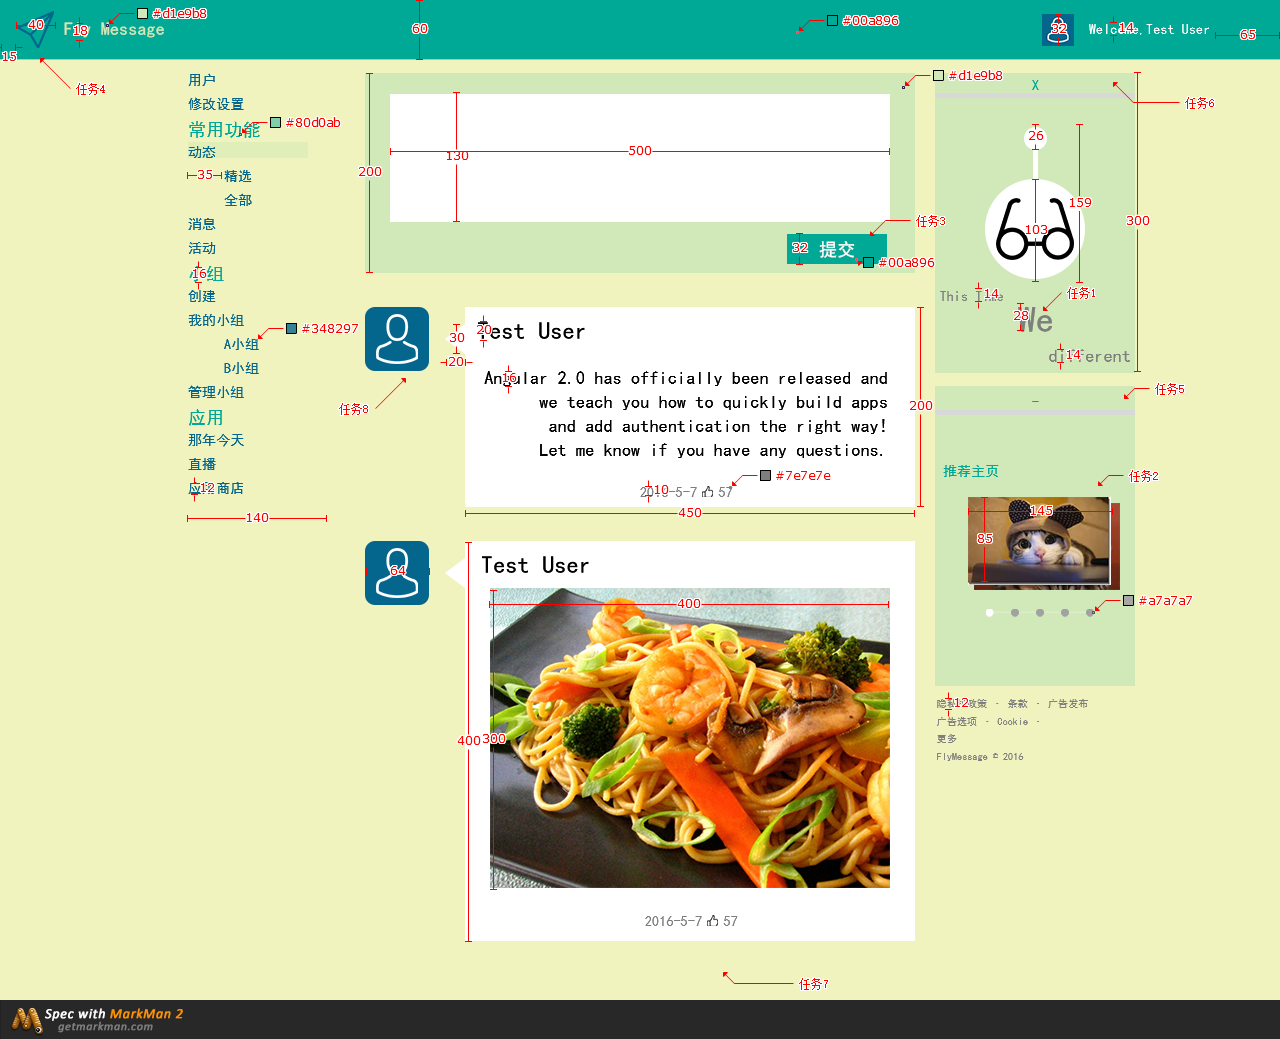 #d1e9b8
40
18
Fly Message
60
#00a896
32
Welcome,Test User
14
65
15
任务4
用户
修改设置
常用功能
#80d0ab
动态
35
精选
全部
消息
活动
小组
16
创建
我的小组
#348297
A小组
B小组
管理小组
应用
那年今天
直播
应用商店
12
140
200
130
500
任务3
32
提交
#00a896
#d1e9b8
X
任务6
26
159
103
300
This Time
14
任务1
28
We
different
14
Test User
20
30
20
16
Angular 2.0 has officially been released and
we teach you how to quickly build apps
and add authentication the right way!
Let me know if you have any questions.
200
任务8
#7e7e7e
2016-5-7 57
10
450
64
Test User
400
400
300
2016-5-7 57
任务5
推荐主页
任务2
145
85
#a7a7a7
12
隐私政策 · 条款 · 广告发布
广告选项 · Cookie ·
更多
FlyMessage © 2016
任务7
Spec with MarkMan 2
getmarkman.com